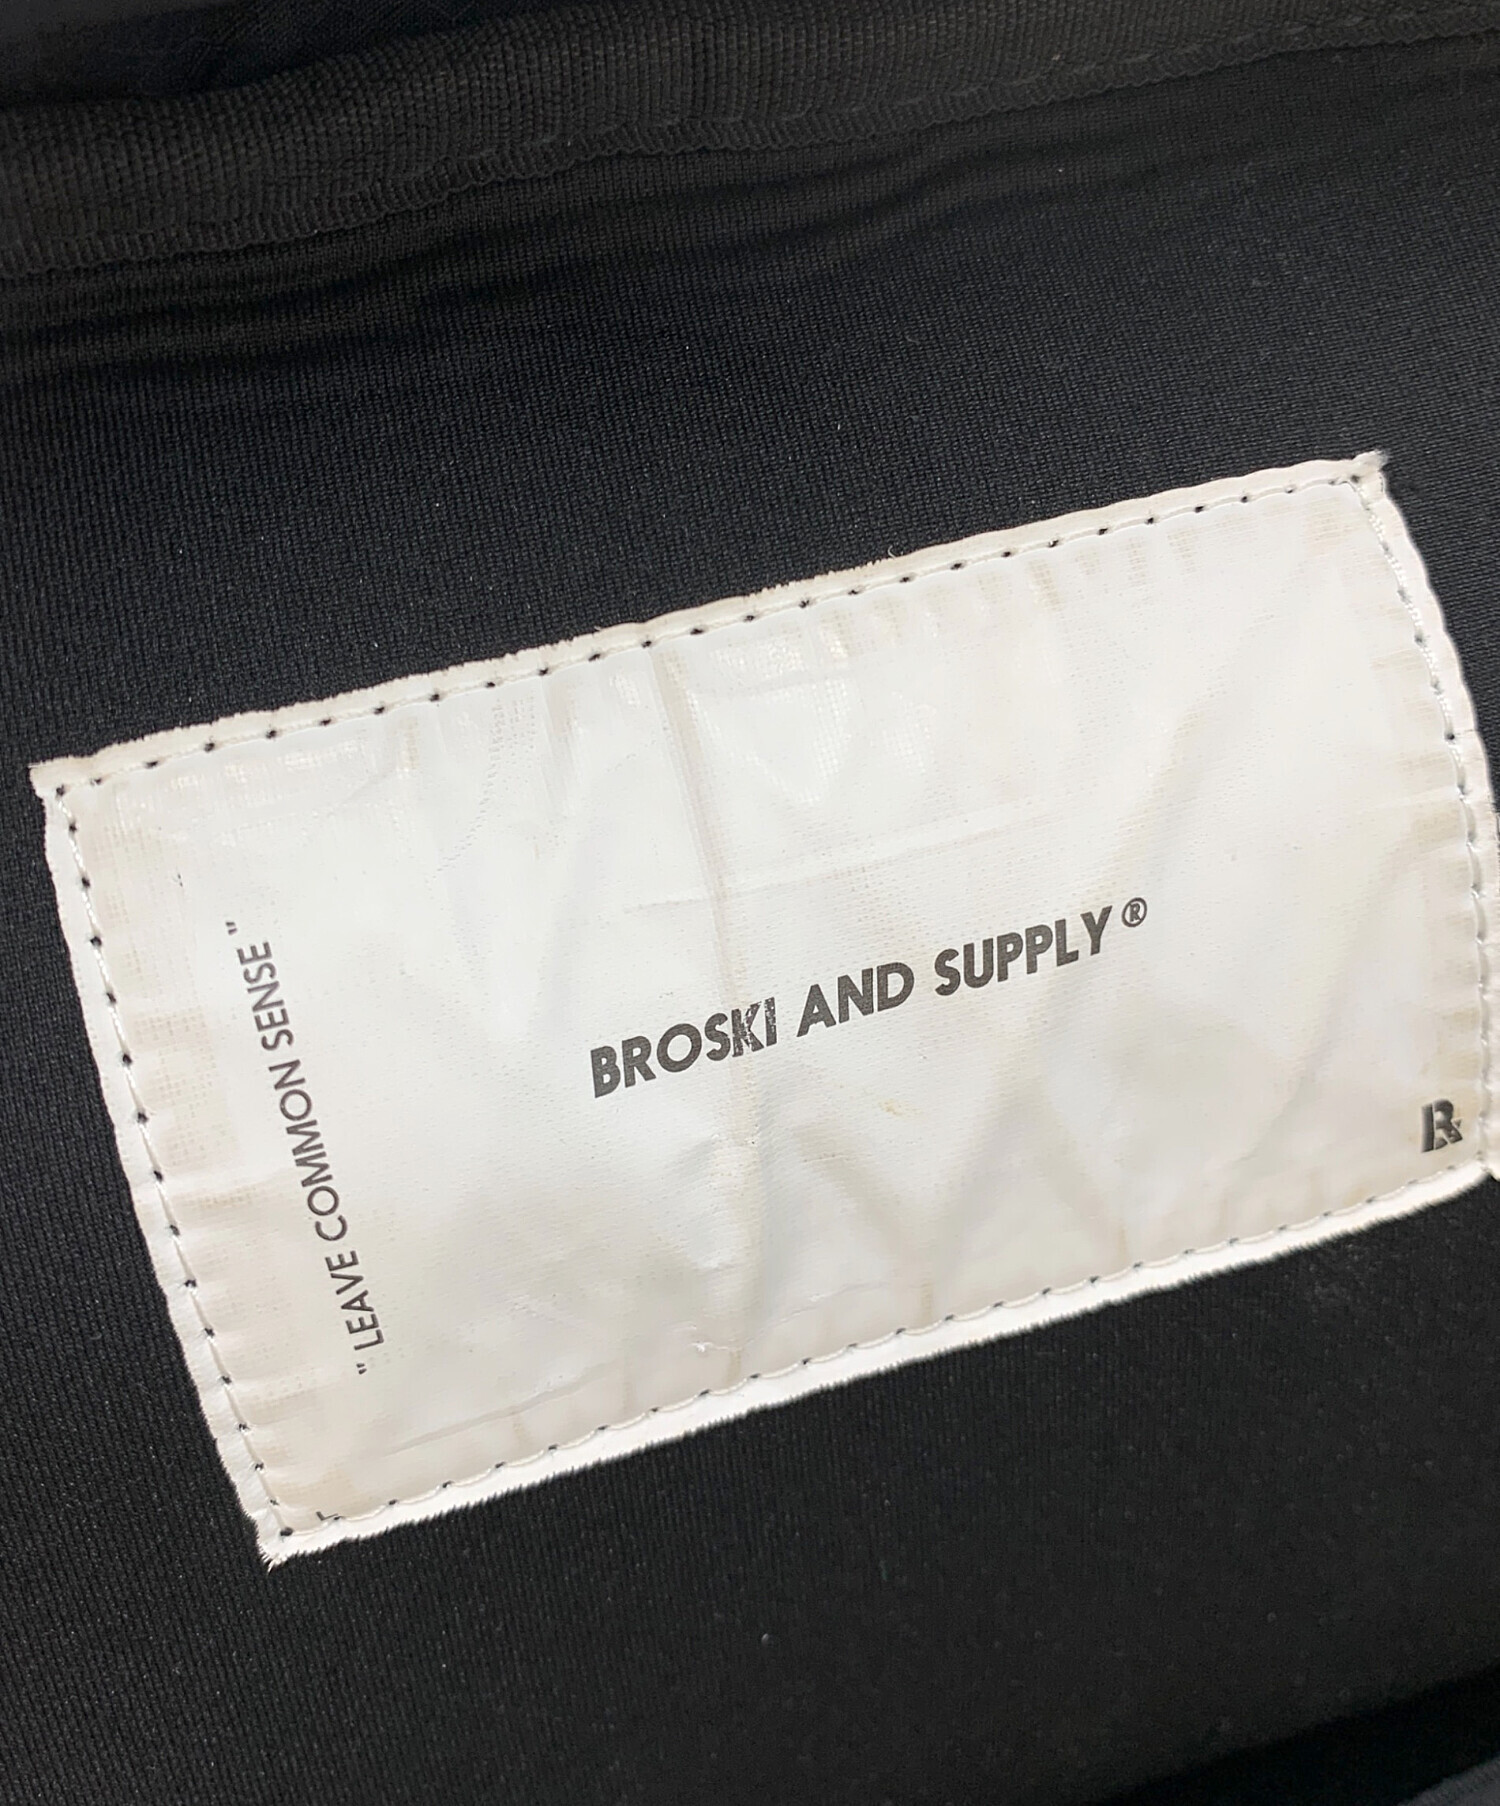 " LEAVE COMMON SENSE "
BROSKI AND SUPPLY®